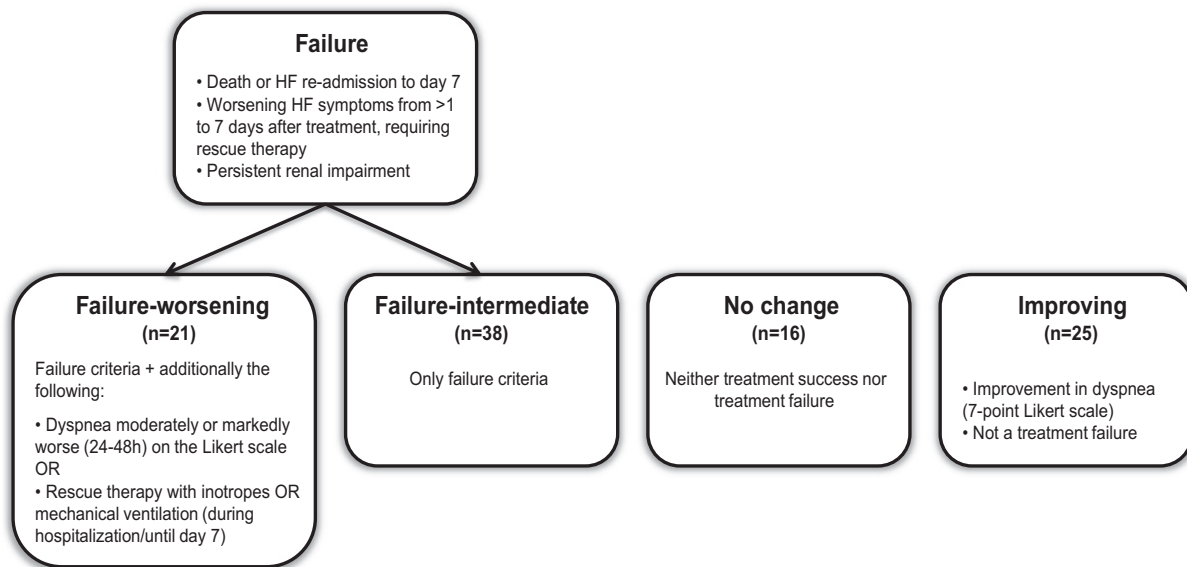 Failure
• Death or HF re-admission to day 7
• Worsening HF symptoms from >1
to 7 days after treatment, requiring
rescue therapy
• Persistent renal impairment
Failure-worsening
(n=21)
Failure criteria + additionally the
following:
• Dyspnea moderately or markedly
worse (24-48h) on the Likert scale
OR
• Rescue therapy with inotropes OR
mechanical ventilation (during
hospitalization/until day 7)
Failure-intermediate
(n=38)
Only failure criteria
No change
(n=16)
Neither treatment success nor
treatment failure
Improving
(n=25)
• Improvement in dyspnea
(7-point Likert scale)
• Not a treatment failure